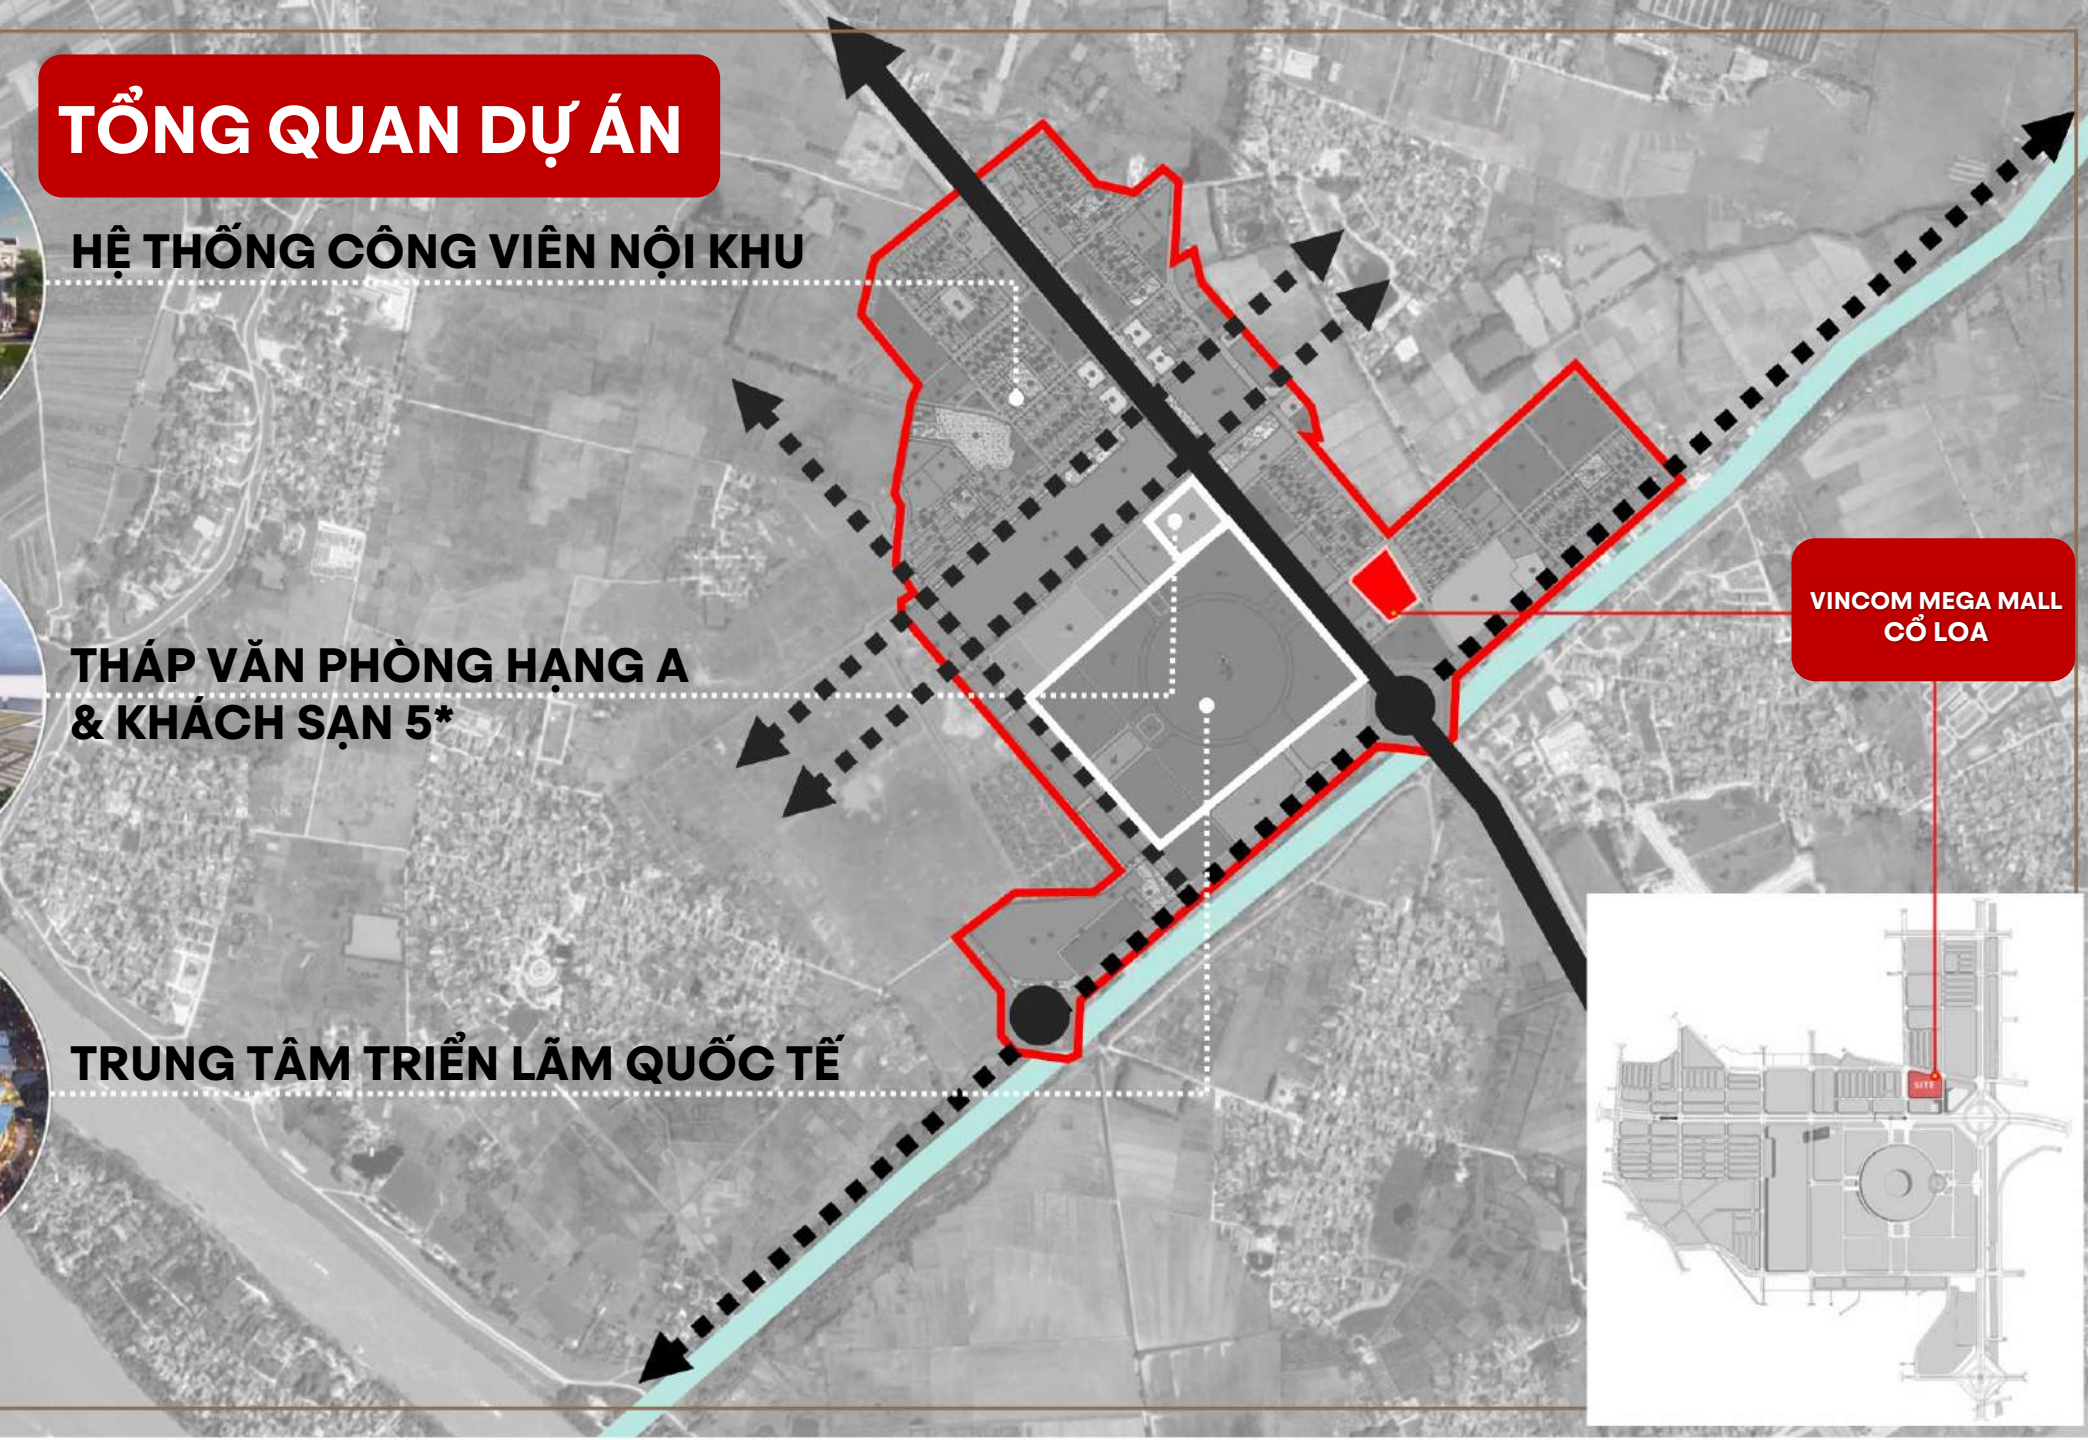 TỔNG QUAN DỰ ÁN
HỆ THỐNG CÔNG VIÊN NỘI KHU
THÁP VĂN PHÒNG HẠNG A
& KHÁCH SẠN 5*
TRUNG TÂM TRIỂN LÃM QUỐC TẾ
VINCOM MEGA MALL
CỔ LOA
SITE